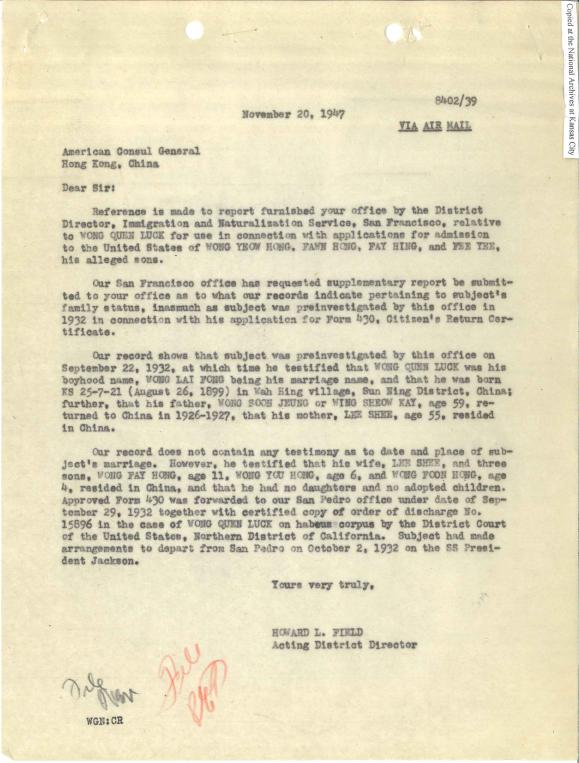 Copied at the National Archives at Kansas City
8402/39
November 20, 1947
VIA AIR MAIL
American Consul General
Hong Kong, China
Dear Sir:
Reference is made to report furnished your office by the District
Director, Immigration and Naturalization Service, San Francisco, relative
to WONG QUEN LUCK for use in connection with applications for admission
to the United States of WONG YEOW HONG, FAWN HONG, FAY HING, and FEE YEE,
his alleged sons.
Our San Francisco office has requested supplementary report be submit-
ted to your office as to what our records indicate pertaining to subject's
family status, inasmuch as subject was preinvestigated by this office in
1932 in connection with his application for Form 430, Citizen's Return Cer-
tificate.
Our record shows that subject was preinvestigated by this office on
September 22, 1932, at which time he testified that WONG QUEN LUCK was his
boyhood name, WONG LAI FONG being his marriage name, and that he was born
KS 25-7-21 (August 26, 1899) in Wah Hing village, Sun Ning District, China;
further, that his father, WONG SOON JEUNG or WING SHEOW KAY, age 59, re-
turned to China in 1926-1927, that his mother, LEE SHEE, age 55, resided
in China.
Our record does not contain any testimony as to date and place of sub-
ject's marriage. However, he testified that his wife, LEE SHEE, and three
sons, WONG FAY HONG, age 11, WONG YOU HONG, age 6, and WONG FOON HONG, age
4, resided in China, and that he had no daughters and no adopted children.
Approved Form 430 was forwarded to our San Pedro office under date of Sep-
tember 29, 1932 together with certified copy of order of discharge No.
15896 in the case of WONG QUEN LUCK on habeus corpus by the District Court
of the United States, Northern District of California. Subject had made
arrangements to depart from San Pedro on October 2, 1932 on the SS Presi-
dent Jackson.
Yours very truly,
HOWARD L. FIELD
Acting District Director
File
File
WGN:CR